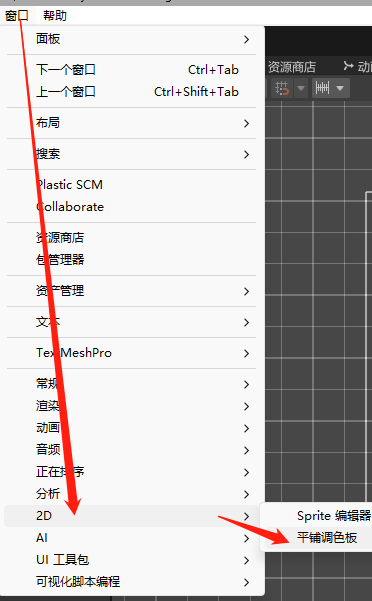 窗口 帮助
面板
下一个窗口 Ctrl+Tab
上一个窗口 Ctrl+Shift+Tab
布局
搜索
Plastic SCM
Collaborate
资源商店
包管理器
资产管理
文本
TextMeshPro
常规
渲染
动画
音频
正在排序
分析
2D
AI
UI 工具包
可视化脚本编程
资源商店
Sprite 编辑器
平铺调色板